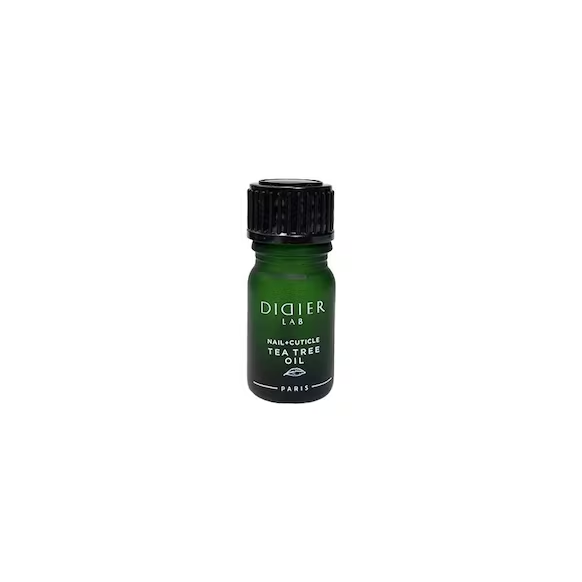 DIDIER
LAB
NAIL+CUTICLE
TEA TREE
OIL
PARIS